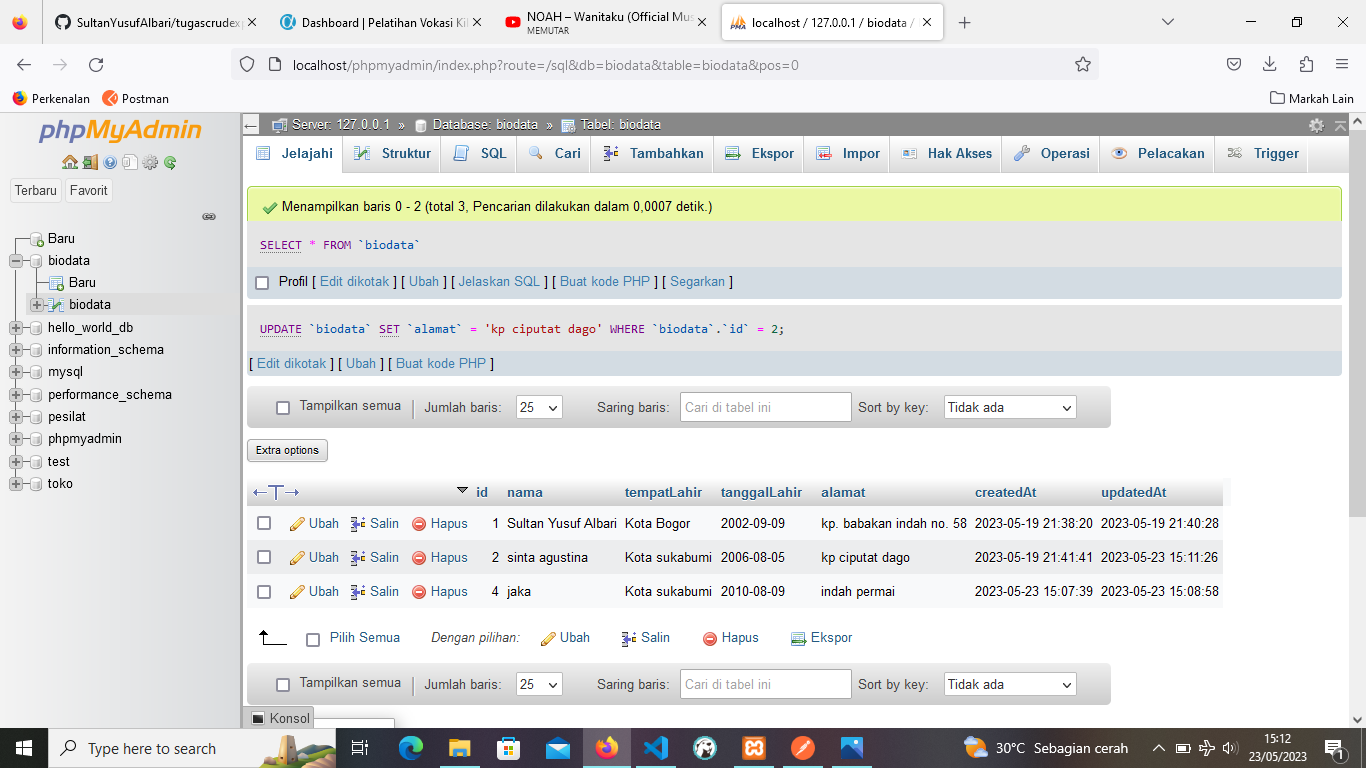 SultanYusufAlbari/tugascrudexp
Dashboard | Pelatihan Vokasi Kil
NOAH – Wanitaku (Official Mus
MEMUTAR
localhost / 127.0.0.1 / biodata /
localhost/phpmyadmin/index.php?route=/sql&db=biodata&table=biodata&pos=0
Perkenalan
Postman
Markah Lain
phpMyAdmin
Terbaru
Favorit
Baru
biodata
Baru
biodata
hello_world_db
information_schema
mysql
performance_schema
pesilat
phpmyadmin
test
toko
Server: 127.0.0.1 » Database: biodata » Tabel: biodata
Jelajahi Struktur SQL Cari Tambahkan Ekspor Impor Hak Akses Operasi Pelacakan Trigger
Menampilkan baris 0 - 2 (total 3, Pencarian dilakukan dalam 0,0007 detik.)
SELECT * FROM `biodata`
Profil [ Edit dikotak ] [ Ubah ] [ Jelaskan SQL ] [ Buat kode PHP ] [ Segarkan ]
UPDATE `biodata` SET `alamat` = 'kp ciputat dago' WHERE `biodata`.`id` = 2;
[ Edit dikotak ] [ Ubah ] [ Buat kode PHP ]
Tampilkan semua | Jumlah baris: 25 Saring baris: Cari di tabel ini Sort by key: Tidak ada
Extra options
←T→ id nama tempatLahir tanggalLahir alamat createdAt updatedAt
Ubah Salin Hapus 1 Sultan Yusuf Albari Kota Bogor 2002-09-09 kp. babakan indah no. 58 2023-05-19 21:38:20 2023-05-19 21:40:28
Ubah Salin Hapus 2 sinta agustina Kota sukabumi 2006-08-05 kp ciputat dago 2023-05-19 21:41:41 2023-05-23 15:11:26
Ubah Salin Hapus 4 jaka Kota sukabumi 2010-08-09 indah permai 2023-05-23 15:07:39 2023-05-23 15:08:58
Pilih Semua Dengan pilihan: Ubah Salin Hapus Ekspor
Tampilkan semua | Jumlah baris: 25 Saring baris: Cari di tabel ini Sort by key: Tidak ada
Konsol
Type here to search
30°C Sebagian cerah
15:12
23/05/2023
1